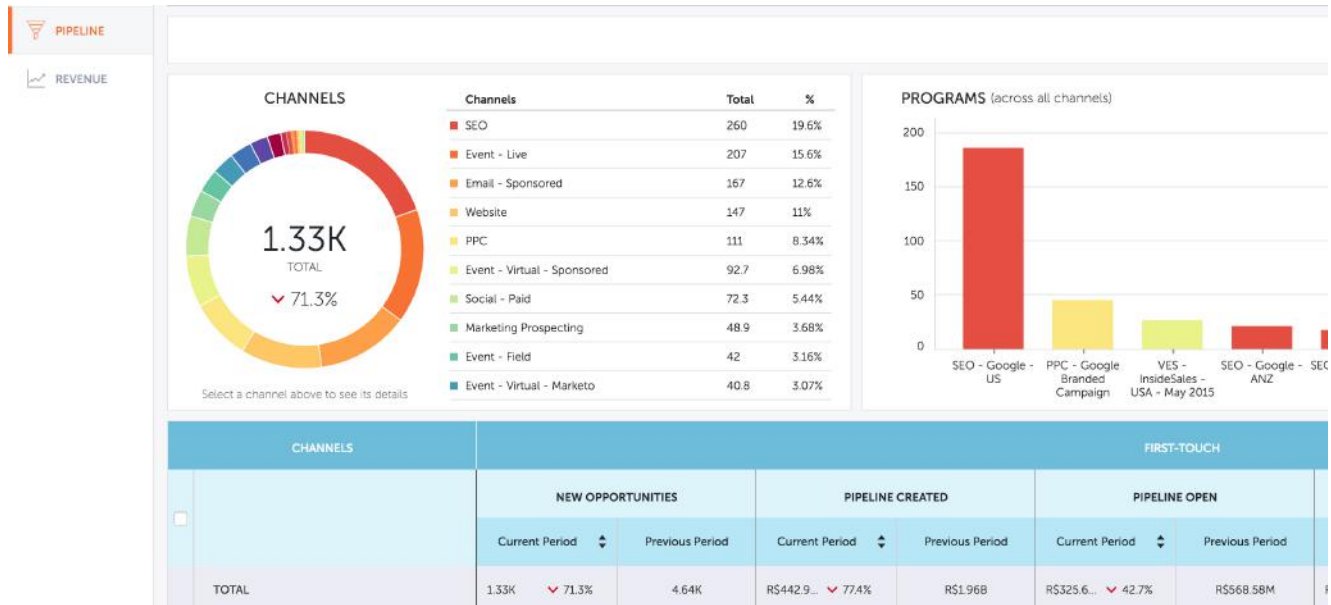 PIPELINE
REVENUE
CHANNELS
1.33K
TOTAL
71.3%
Select a channel above to see its details
Channels Total %
SEO 260 19.6%
Event - Live 207 15.6%
Email - Sponsored 167 12.6%
Website 147 11%
PPC 111 8.34%
Event - Virtual - Sponsored 92.7 6.98%
Social - Paid 72.3 5.44%
Marketing Prospecting 48.9 3.68%
Event - Field 42 3.16%
Event - Virtual - Marketo 40.8 3.07%
PROGRAMS (across all channels)
200
150
100
50
0
SEO - Google -
US
PPC - Google
Branded
Campaign
VES -
InsideSales -
USA - May 2015
SEO - Google -
ANZ
CHANNELS FIRST-TOUCH
NEW OPPORTUNITIES PIPELINE CREATED PIPELINE OPEN
Current Period Previous Period Current Period Previous Period Current Period Previous Period
TOTAL 1.33K 71.3% 4.64K R$442.9... 77.4% R$1.96B R$325.6... 42.7% R$568.58M